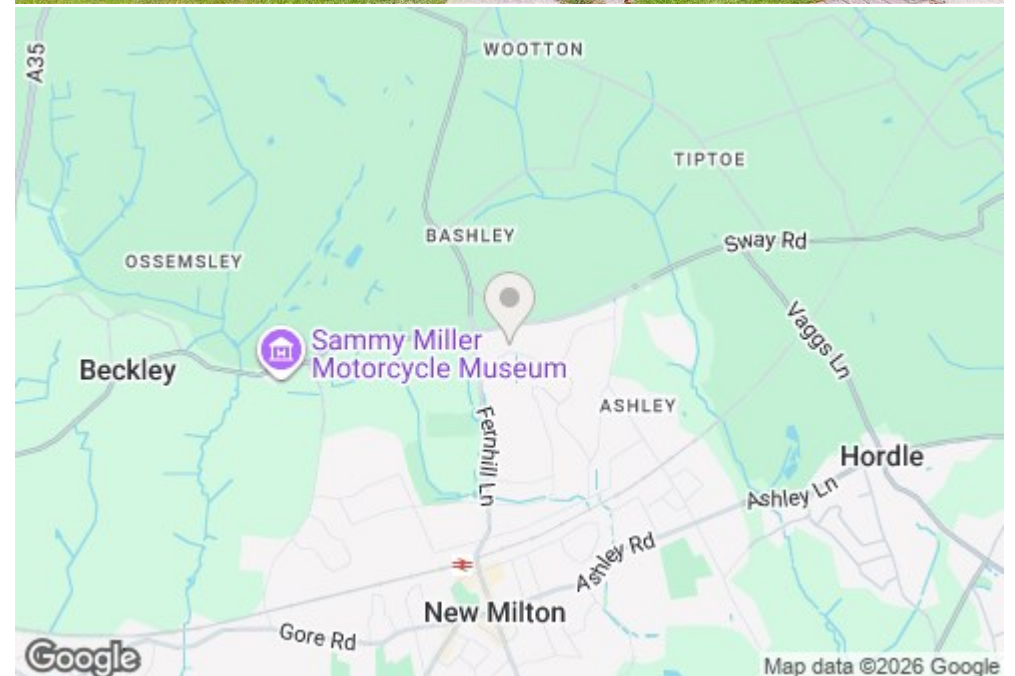 WOOTTON
A35
TIPTOE
BASHLEY
Sway Rd
OSSEMSLEY
Vaggs Ln
Sammy Miller
Motorcycle Museum
Beckley
ASHLEY
Fernhill Ln
Hordle
Ashley Ln
Ashley Rd
New Milton
Gore Rd
Google
Map data ©2026 Google